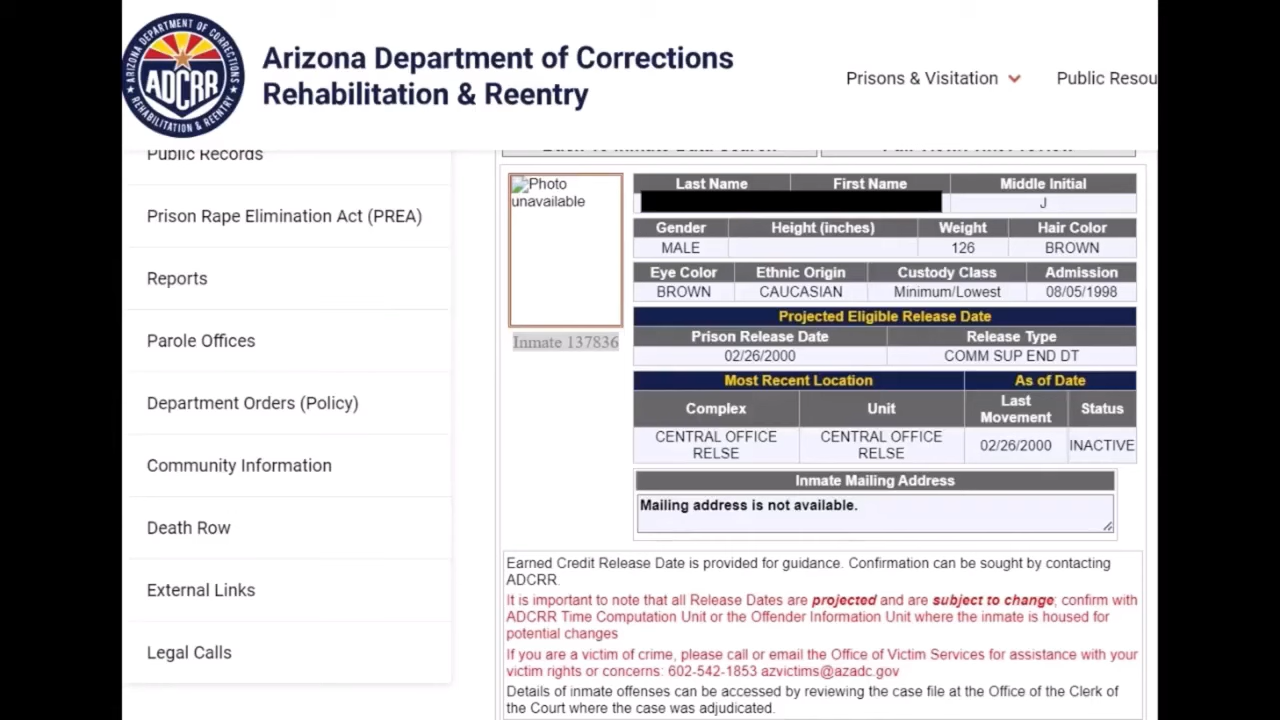 ARIZONA DEPARTMENT OF CORRECTIONS
ADCRR
REHABILITATION & REENTRY
Arizona Department of Corrections
Rehabilitation & Reentry
Prisons & Visitation
Public Resou
Public Records
Prison Rape Elimination Act (PREA)
Reports
Parole Offices
Department Orders (Policy)
Community Information
Death Row
External Links
Legal Calls
Photo
unavailable
Inmate 137836
Last Name First Name Middle Initial
J
Gender Height (inches) Weight Hair Color
MALE 126 BROWN
Eye Color Ethnic Origin Custody Class Admission
BROWN CAUCASIAN Minimum/Lowest 08/05/1998
Projected Eligible Release Date
Prison Release Date Release Type
02/26/2000 COMM SUP END DT
Most Recent Location As of Date
Complex Unit Last Movement Status
CENTRAL OFFICE RELSE CENTRAL OFFICE RELSE 02/26/2000 INACTIVE
Inmate Mailing Address
Mailing address is not available.
Earned Credit Release Date is provided for guidance. Confirmation can be sought by contacting
ADCRR.
It is important to note that all Release Dates are projected and are subject to change; confirm with
ADCRR Time Computation Unit or the Offender Information Unit where the inmate is housed for
potential changes
If you are a victim of crime, please call or email the Office of Victim Services for assistance with your
victim rights or concerns: 602-542-1853 azvictims@azadc.gov
Details of inmate offenses can be accessed by reviewing the case file at the Office of the Clerk of
the Court where the case was adjudicated.